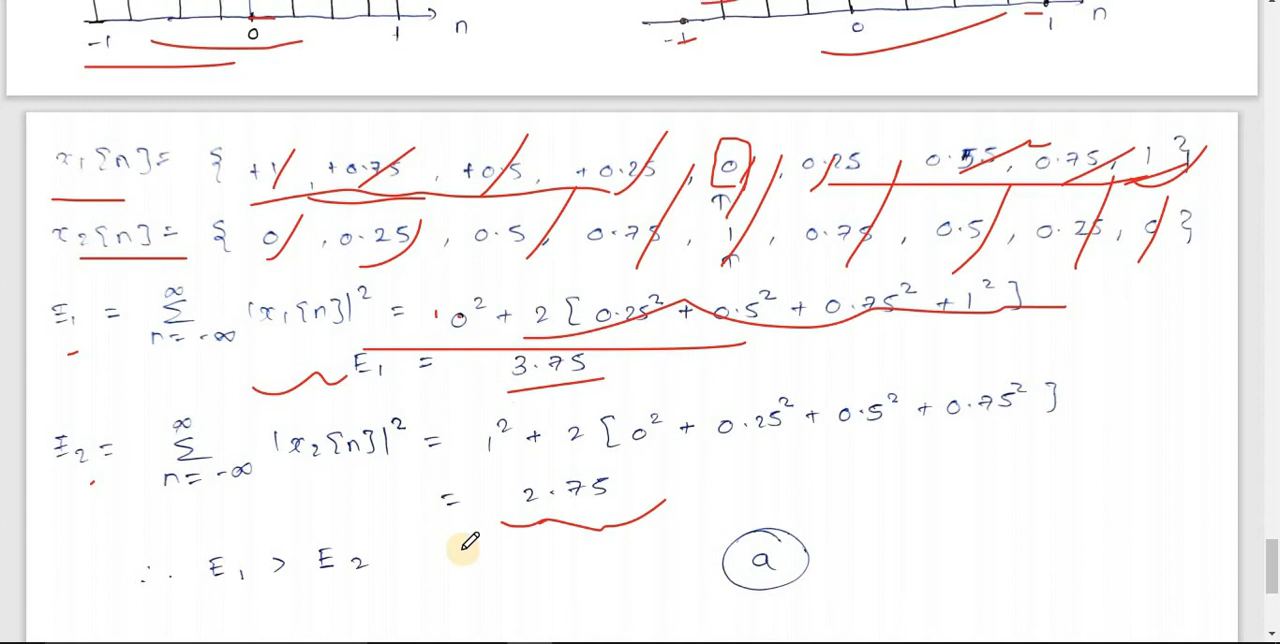 -1 0 1 n
-1 0 1 n
x₁[n] = { +1, +0.75, +0.5, +0.25, 0, 0.25, 0.55, 0.75, 1 }
↑
x₂[n] = { 0, 0.25, 0.5, 0.75, 1, 0.75, 0.5, 0.25, 0 }
↑
E₁ = ∑ₙ₌₋∞^∞ |x₁[n]|² = 0² + 2 [ 0.25² + 0.5² + 0.75² + 1² ]
E₁ = 3.75
E₂ = ∑ₙ₌₋∞^∞ |x₂[n]|² = 1² + 2 [ 0² + 0.25² + 0.5² + 0.75² ]
= 2.75
∴ E₁ > E₂ a